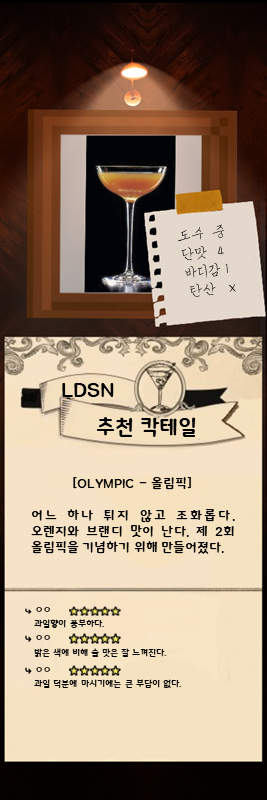 도수 중
단맛 4
바디감 1
탄산 x
LDSN
추천 칵테일
[OLYMPIC - 올림픽]
어느 하나 튀지 않고 조화롭다.
오렌지와 브랜디 맛이 난다. 제 2회
올림픽을 기념하기 위해 만들어졌다.
↳ ㅇㅇ ★★★★★
과일향이 풍부하다.
↳ ㅇㅇ ★★★★★
밝은 색에 비해 술 맛은 잘 느껴진다.
↳ ㅇㅇ ★★★★★
과일 덕분에 마시기에는 큰 부담이 없다.